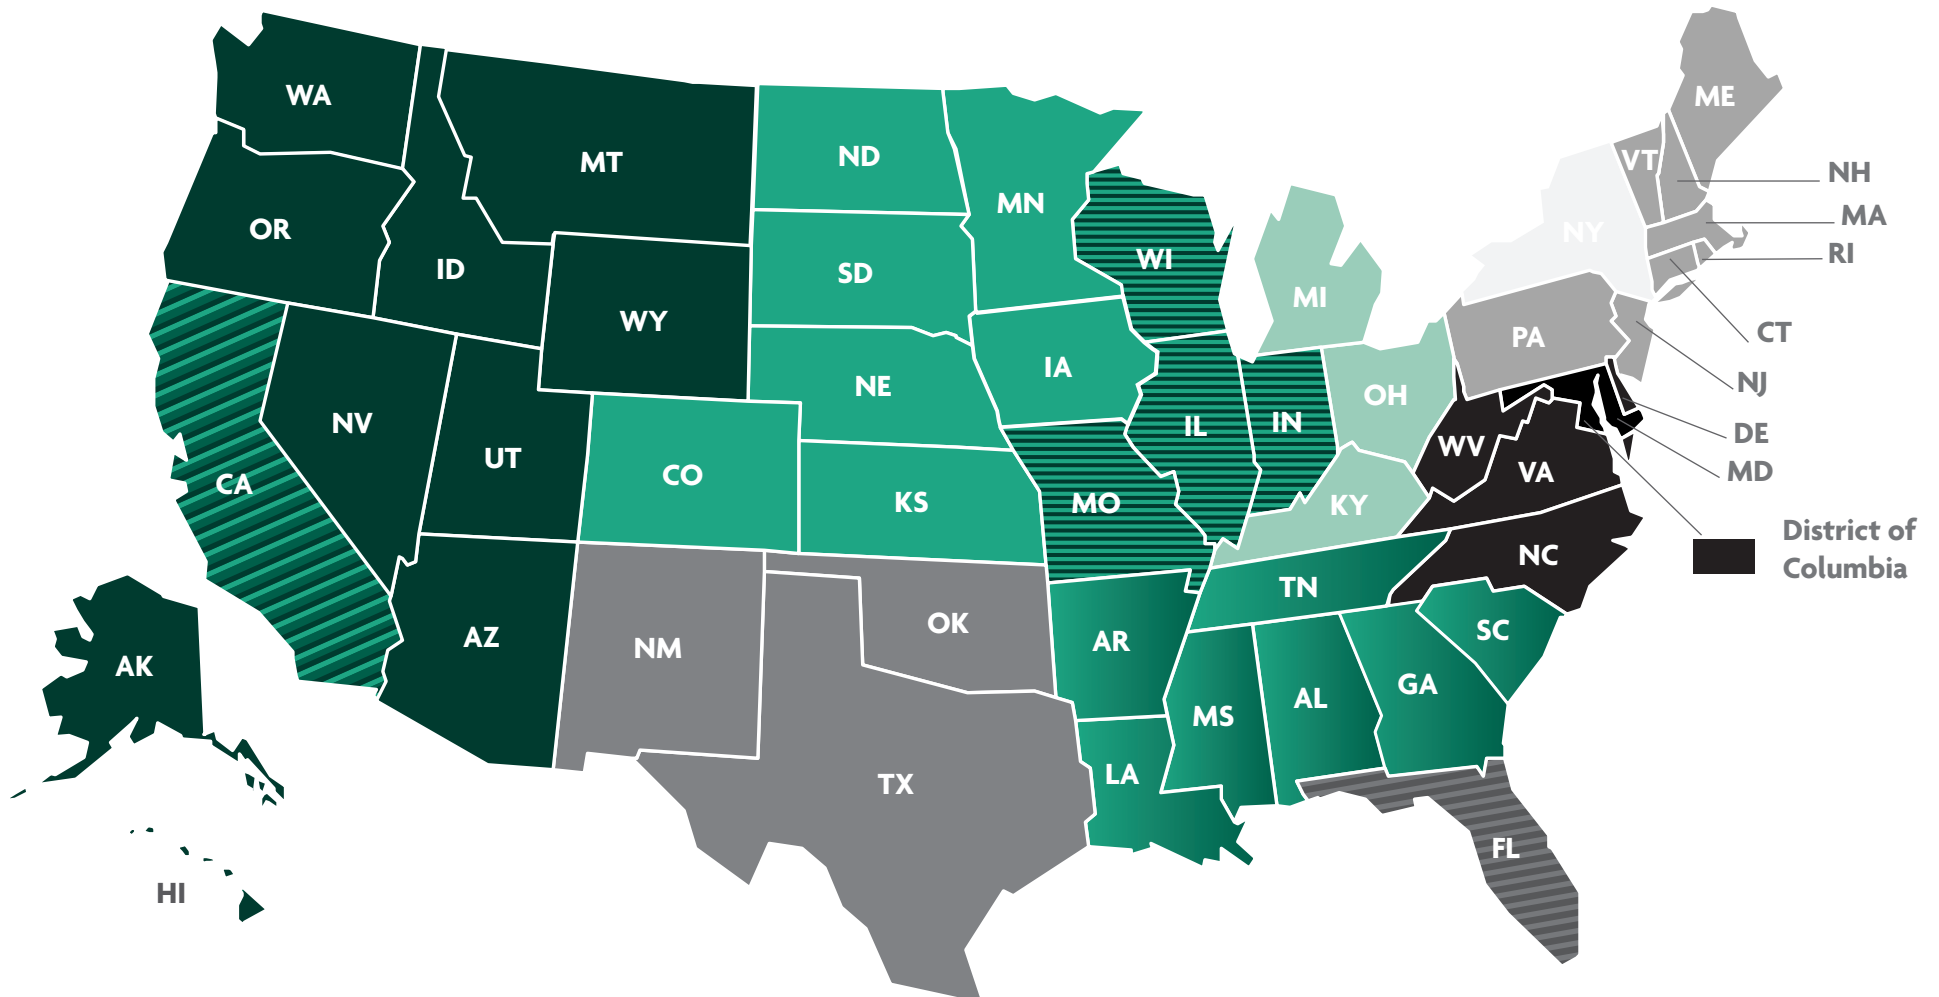 WA
MT
ND
MN
OR
ID
WY
SD
WI
MI
NY
VT
ME
NH
MA
RI
CT
NJ
DE
MD
PA
NE
IA
OH
IL
IN
WV
VA
NV
UT
CO
KS
MO
KY
NC
District of
Columbia
CA
AZ
NM
OK
AR
TN
SC
AK
TX
LA
MS
AL
GA
FL
HI